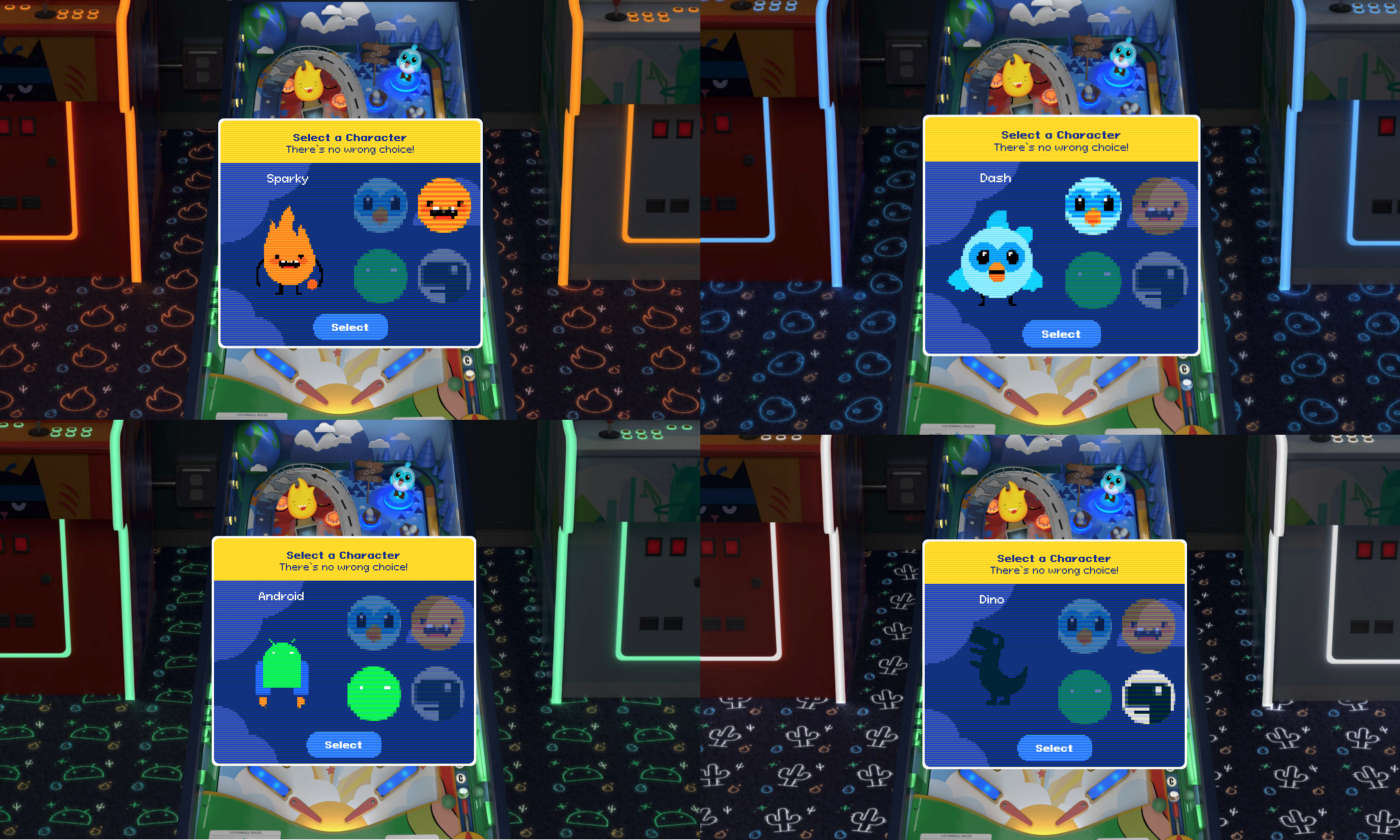 Select a Character
There's no wrong choice!
Sparky
Select
Select a Character
There's no wrong choice!
Dash
Select
Select a Character
There's no wrong choice!
Android
Select
Select a Character
There's no wrong choice!
Dino
Select